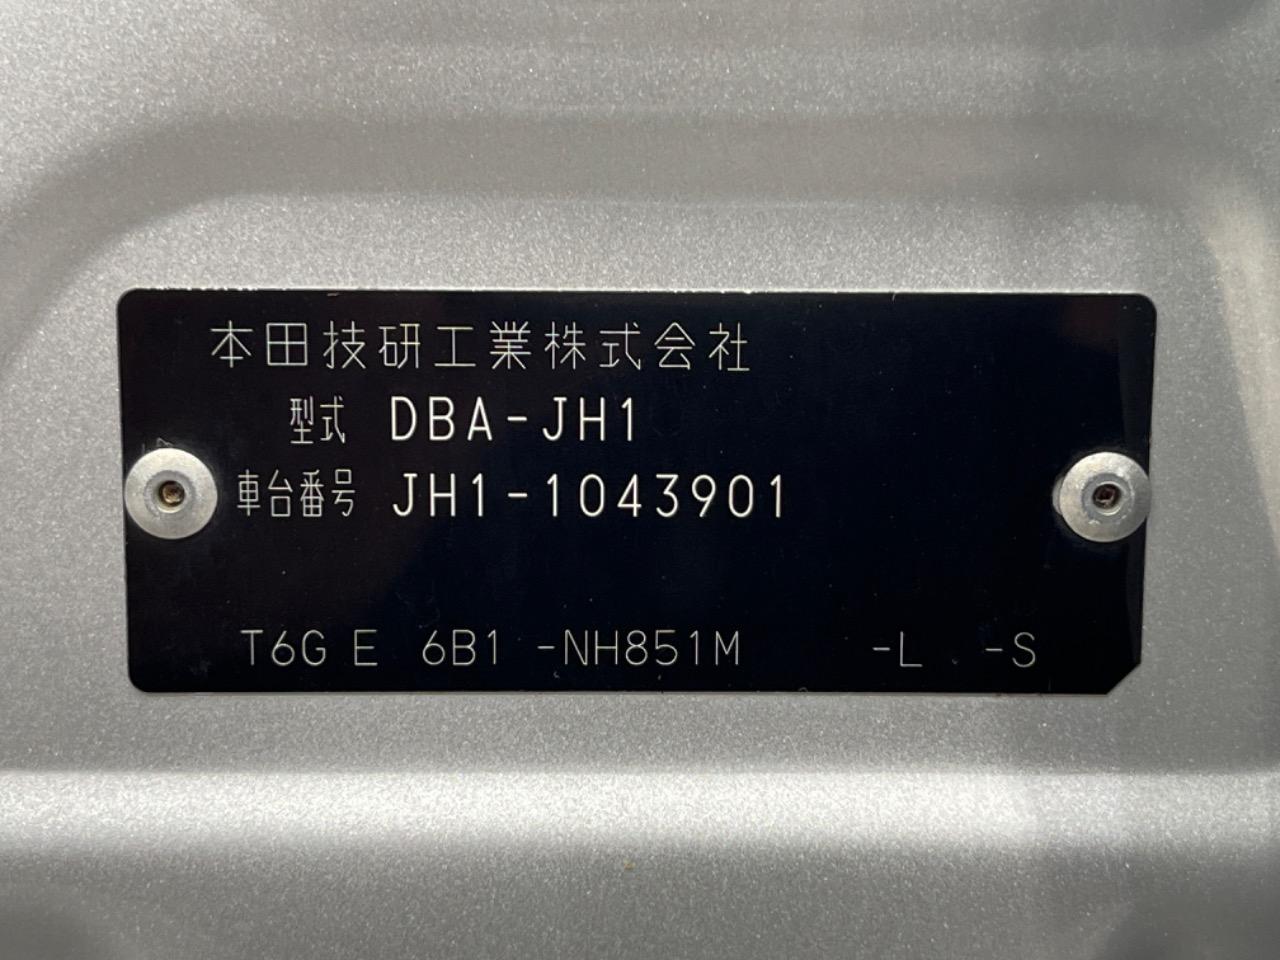 本田技研工業株式会社
型式 DBA-JH1
車台番号 JH1-1043901
T6G E 6B1 -NH851M -L -S